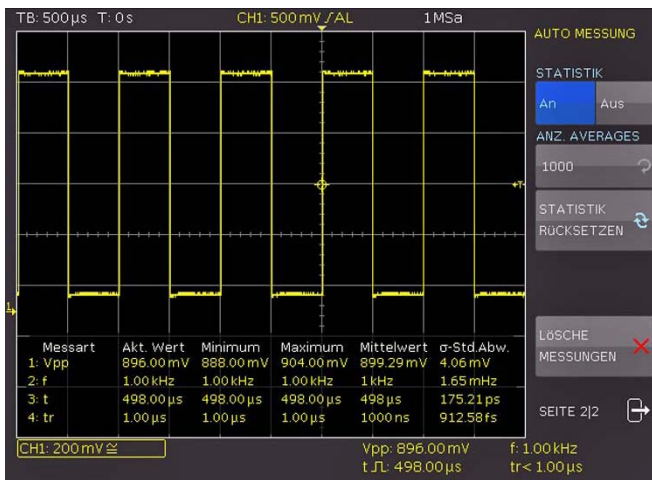 TB: 500µs T: 0s CH1: 500mV ƒAL 1MSa
AUTO MESSUNG
STATISTIK
An Aus
ANZ. AVERAGES
1000
STATISTIK
RÜCKSETZEN
LöSCHE
MESSUNGEN
SEITE 2|2
T
1
Messart Akt. Wert Minimum Maximum Mittelwert σ-Std.Abw.
1: Vpp 896.00mV 888.00mV 904.00mV 899.29mV 4.06mV
2: f 1.00kHz 1.00kHz 1.00kHz 1kHz 1.65mHz
3: t 498.00µs 498.00µs 498.00µs 498µs 175.21ps
4: tr 1.00µs 1.00µs 1.00µs 1000ns 912.58fs
CH1: 200mV ≅ Vpp: 896.00mV f: 1.00kHz
t ⎍: 498.00µs tr< 1.00µs